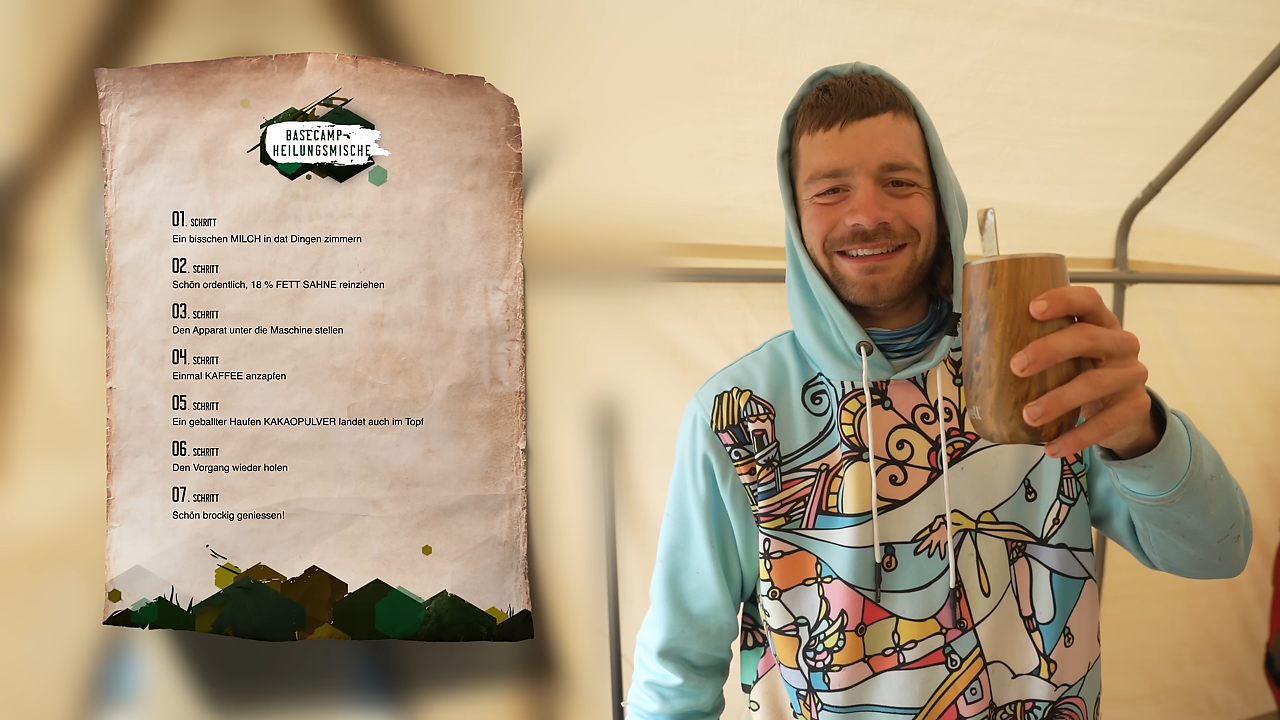 BASECAMP-
HEILUNGSMISCHE
01. SCHRITT
Ein bisschen MILCH in dat Dingen zimmern
02. SCHRITT
Schön ordentlich, 18 % FETT SAHNE reinziehen
03. SCHRITT
Den Apparat unter die Maschine stellen
04. SCHRITT
Einmal KAFFEE anzapfen
05. SCHRITT
Ein geballter Haufen KAKAOPULVER landet auch im Topf
06. SCHRITT
Den Vorgang wieder holen
07. SCHRITT
Schön brockig geniessen!